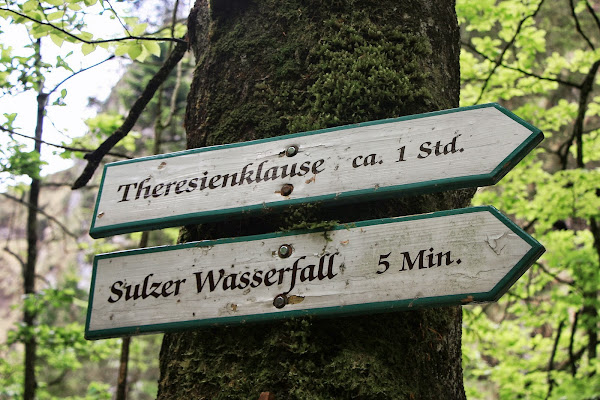 Theresienklause ca. 1 Std.
Sulzer Wasserfall 5 Min.